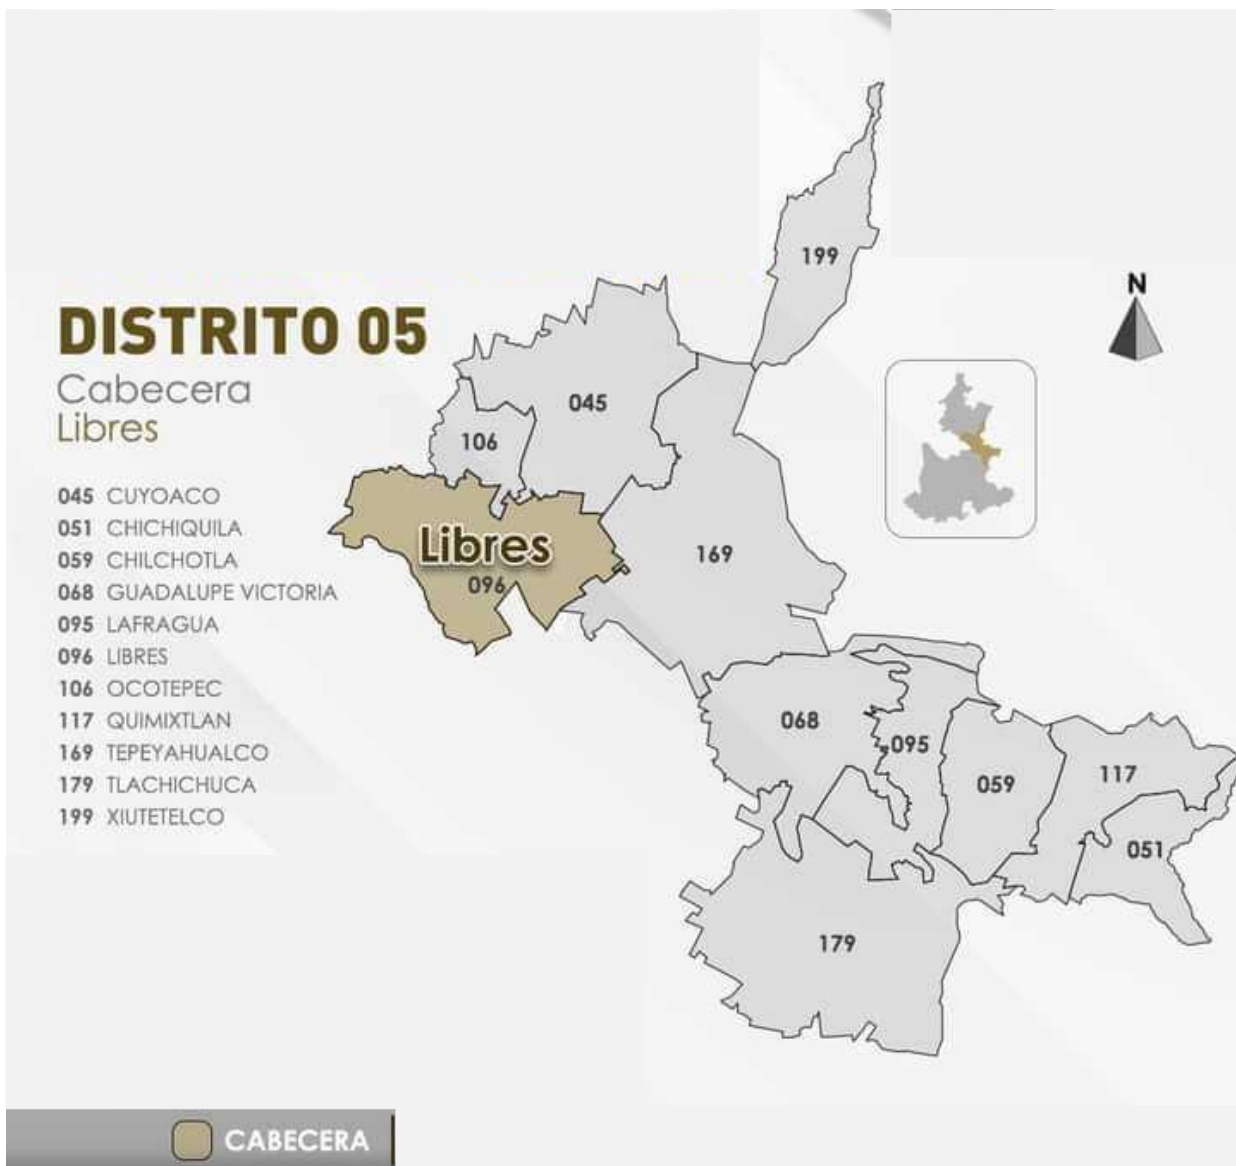 DISTRITO 05
Cabecera
Libres
045 CUYOACO
051 CHICHIQUILA
059 CHILCHOTLA
068 GUADALUPE VICTORIA
095 LAFRAGUA
096 LIBRES
106 OCOTEPEC
117 QUIMIXTLAN
169 TEPEYAHUALCO
179 TLACHICHUCA
199 XIUTETELCO
199
N
045
106
Libres
096
169
068
095
059
117
051
179
CABECERA